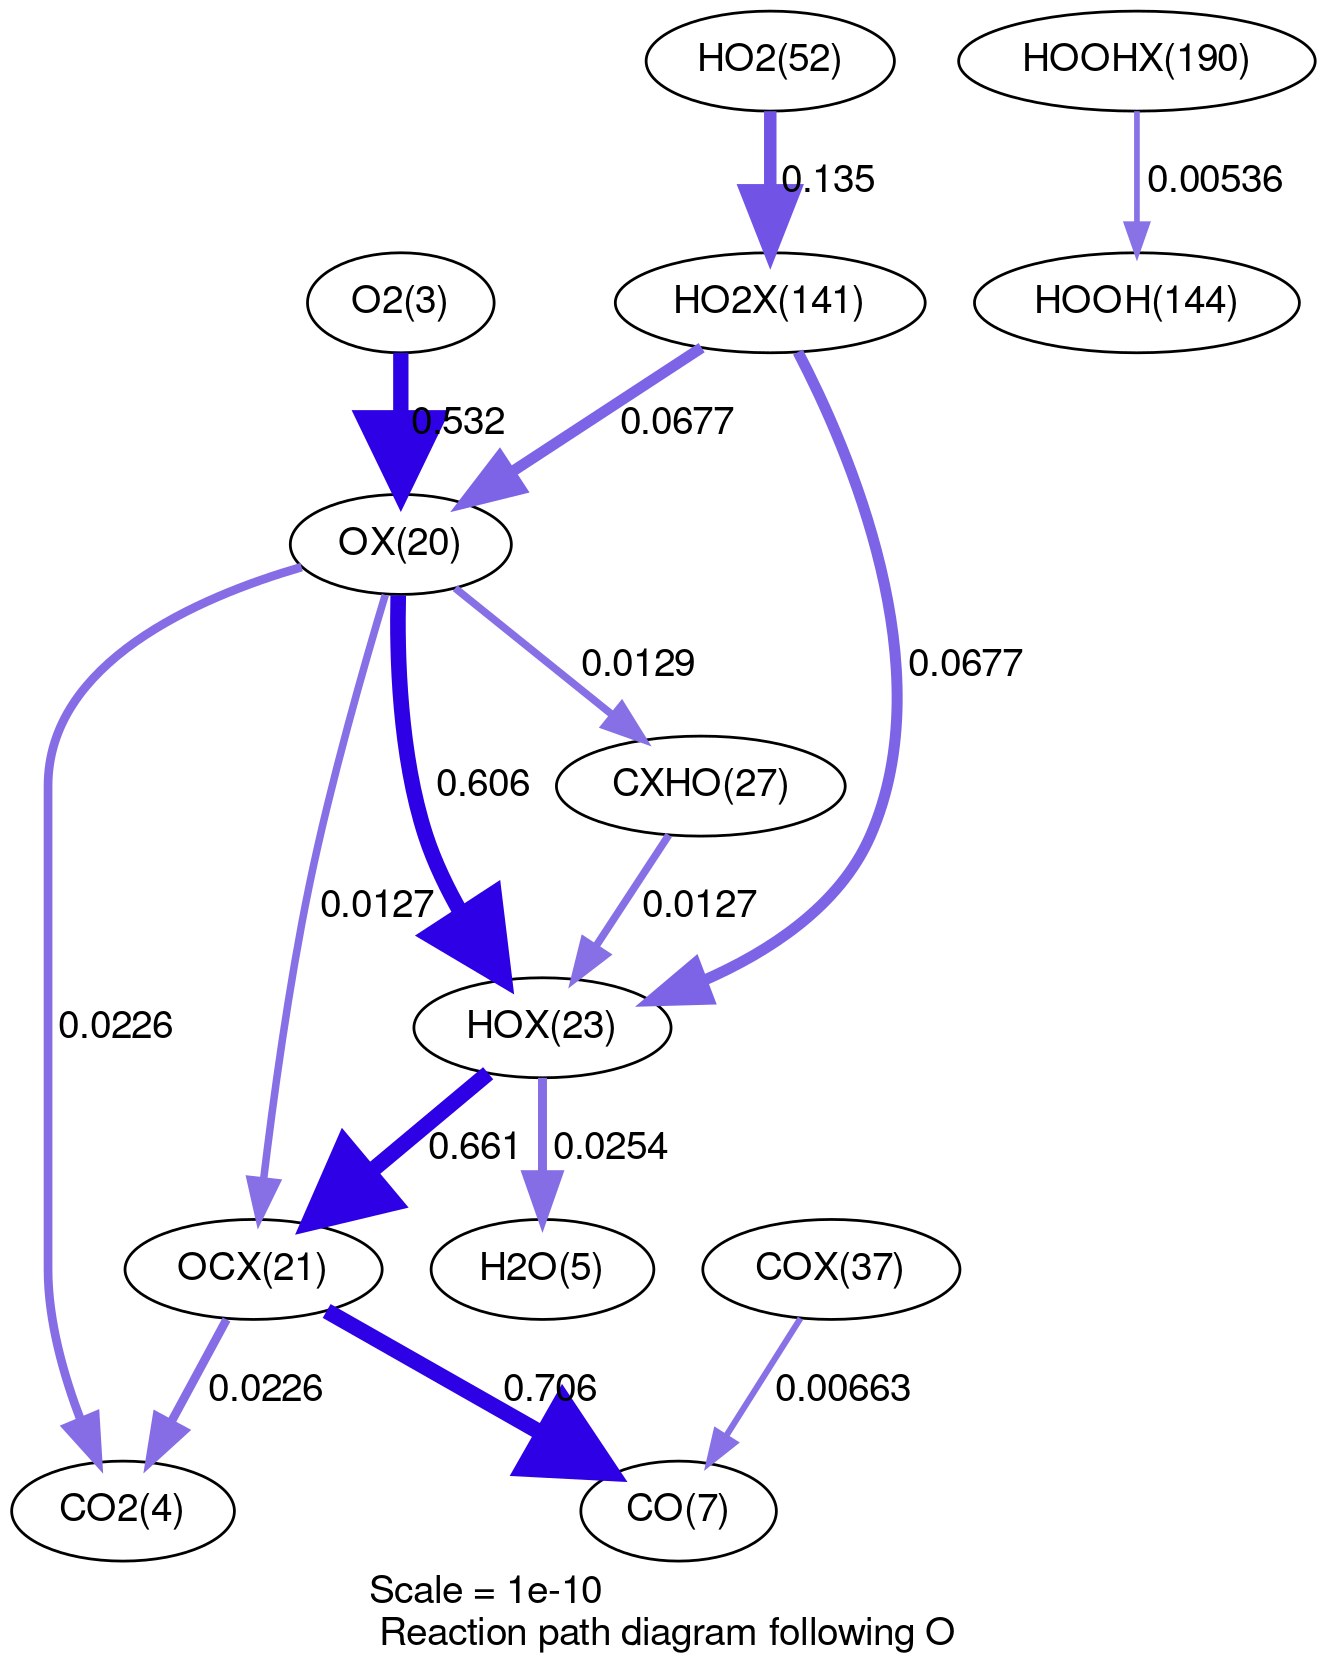 HO2(52)
HOOHX(190)
0.135
0.00536
O2(3)
HO2X(141)
HOOH(144)
0.532
0.0677
OX(20)
0.0129
0.0677
0.606
CXHO(27)
0.0127
0.0127
0.0226
HOX(23)
0.661
0.0254
OCX(21)
H2O(5)
COX(37)
0.0226
0.706
0.00663
CO2(4)
CO(7)
Scale = 1e-10
Reaction path diagram following O